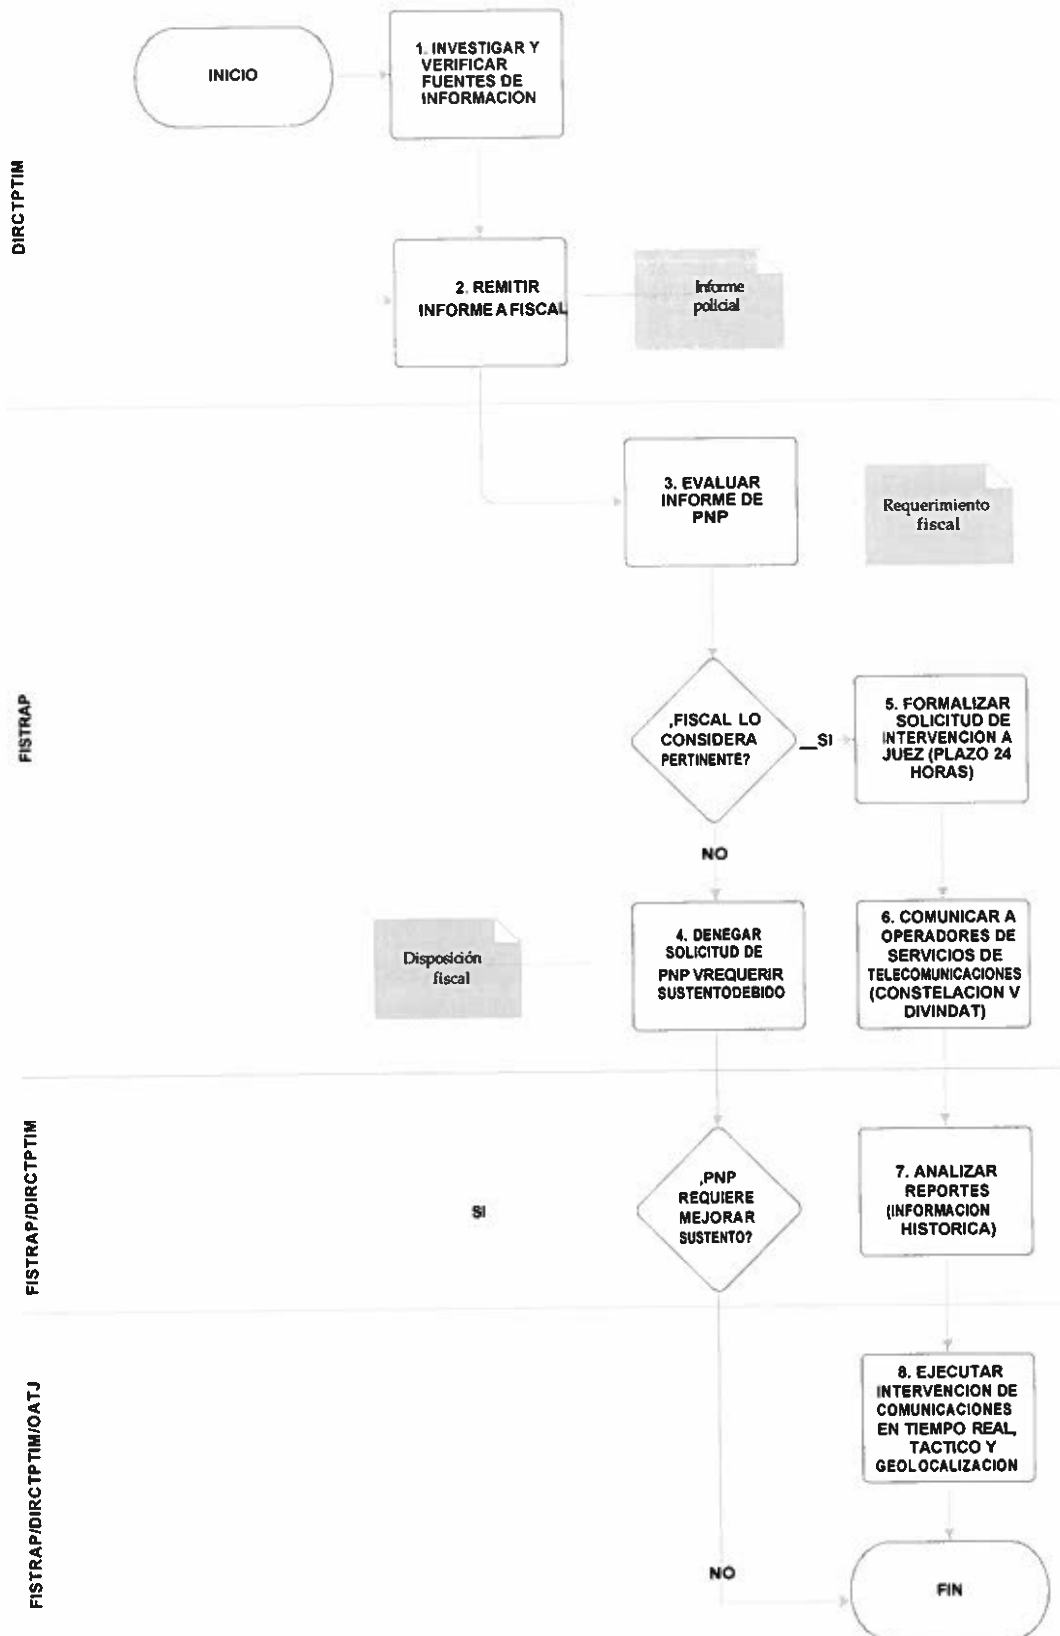 DIRCTPTIM
INICIO
1. INVESTIGAR Y
VERIFICAR
FUENTES DE
INFORMACION
2. REMITIR
INFORME A FISCAL
Informe
policial
FISTRAP
3. EVALUAR
INFORME DE
PNP
Requerimiento
fiscal
,FISCAL LO
CONSIDERA
PERTINENTE?
__SI
5. FORMALIZAR
SOLICITUD DE
INTERVENCION A
JUEZ (PLAZO 24
HORAS)
NO
Disposición
fiscal
4. DENEGAR
SOLICITUD DE
PNP VREQUERIR
SUSTENTODEBIDO
6. COMUNICAR A
OPERADORES DE
SERVICIOS DE
TELECOMUNICACIONES
(CONSTELACION V
DIVINDAT)
FISTRAP/DIRCTPTIM
SI
,PNP
REQUIERE
MEJORAR
SUSTENTO?
7. ANALIZAR
REPORTES
(INFORMACION
HISTORICA)
FISTRAP/DIRCTPTIM/OATJ
8. EJECUTAR
INTERVENCION DE
COMUNICACIONES
EN TIEMPO REAL,
TACTICO Y
GEOLOCALIZACION
NO
FIN